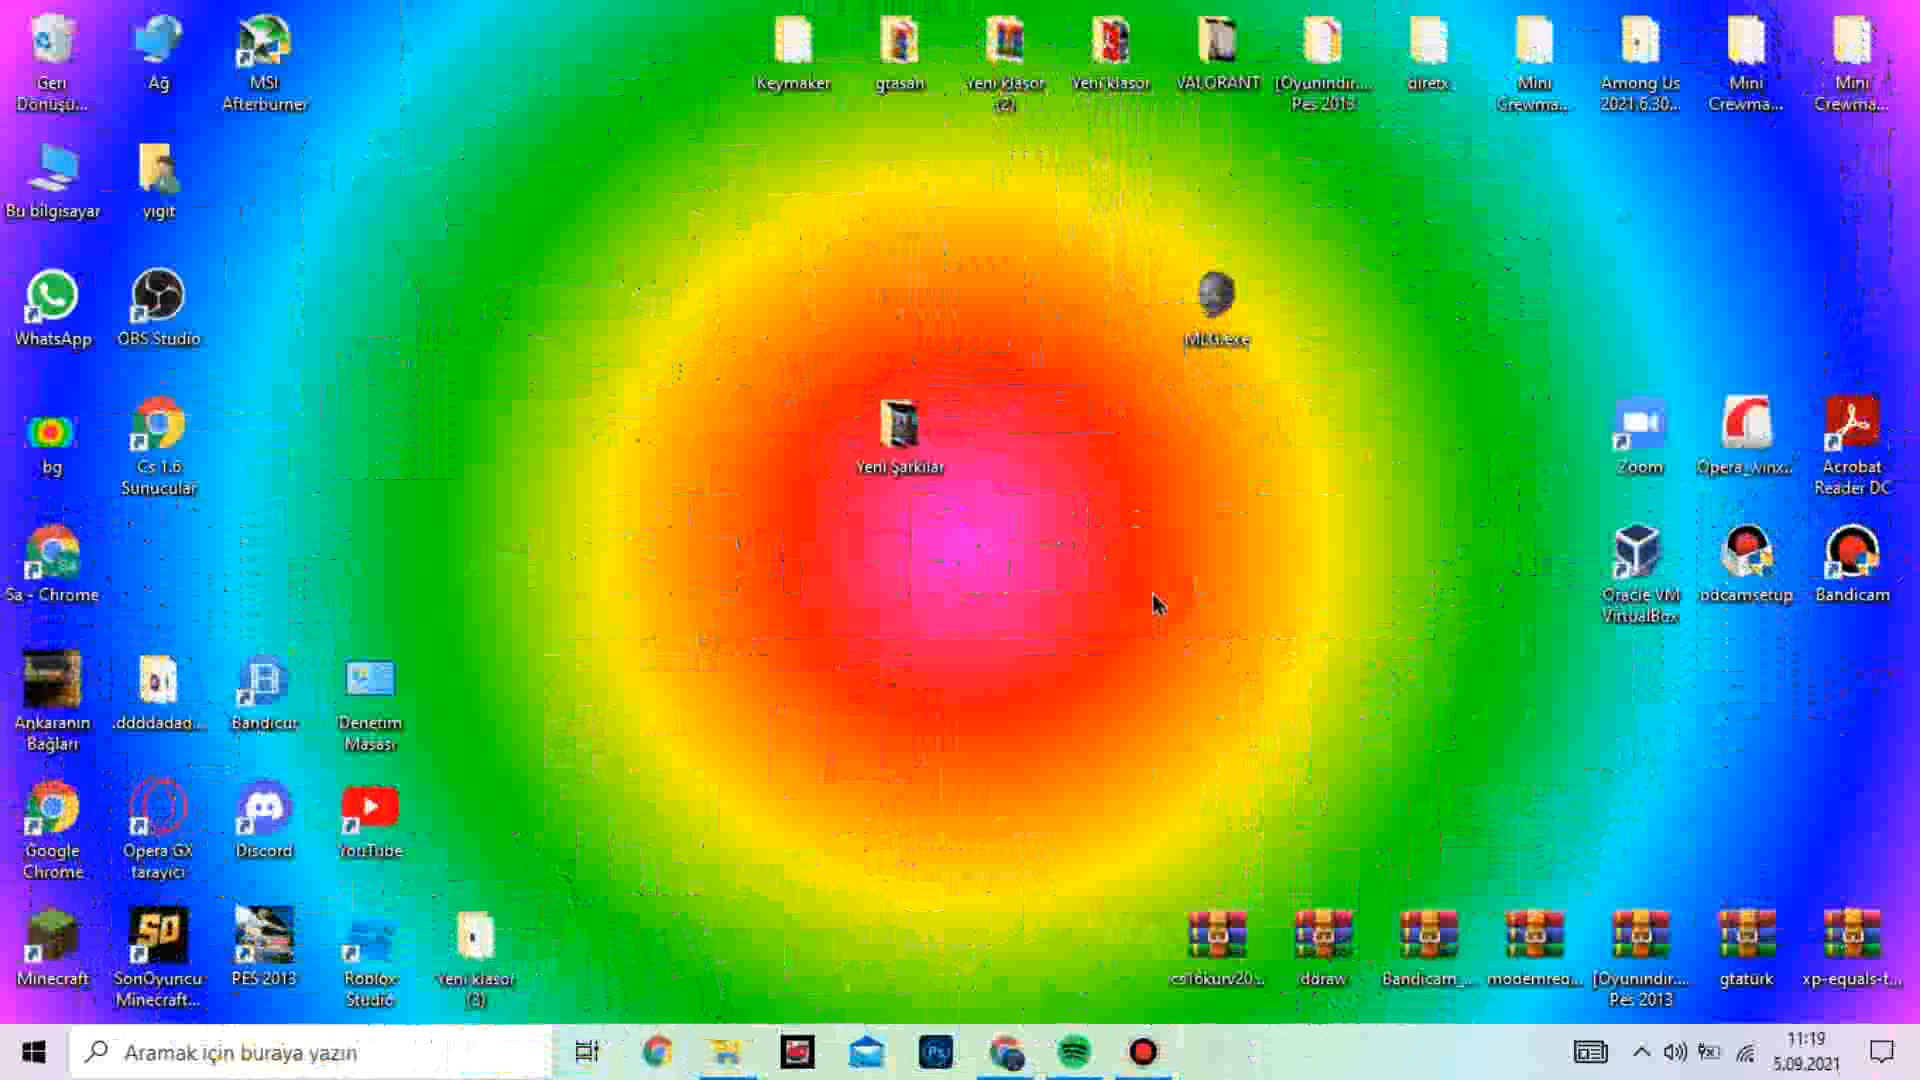 Geri
Dönüşü...
Ağ
MSI
Afterburner
Keymaker
gtasan
Yeni klasör
(2)
Yeni klasör
VALORANT
[Oyunindir....
Pes 2013
diretx
Mini
Crewma...
Among Us
2021.6.30...
Mini
Crewma...
Mini
Crewma...
Bu bilgisayar
yigit
WhatsApp
OBS Studio
MLG.exe
bg
Cs 1.6
Sunucular
Yeni Şarkılar
Zoom
Opera_winx...
Acrobat
Reader DC
Sa - Chrome
Oracle VM
VirtualBox
bdcamsetup
Bandicam
Ankaranın
Bağları
.ddddadad...
Bandicut
Denetim
Masası
Google
Chrome
Opera GX
tarayıcı
Discord
YouTube
Minecraft
SonOyuncu
Minecraft...
PES 2013
Roblox
Studio
Yeni klasör
(3)
cs16kurv20...
ddraw
Bandicam_...
[Oyunindir....
Pes 2013
gtatürk
xp-equals-t...
Aramak için buraya yazın
11:19
5.09.2021